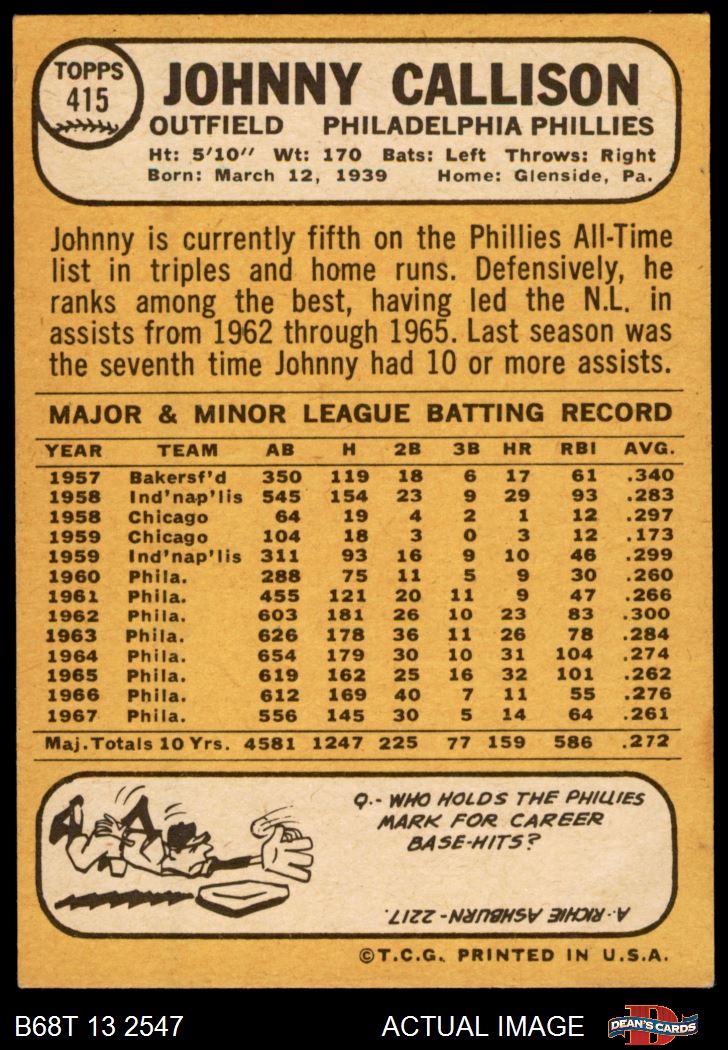 TOPPS
415
JOHNNY CALLISON
OUTFIELD PHILADELPHIA PHILLIES
Ht: 5'10" Wt: 170 Bats: Left Throws: Right
Born: March 12, 1939 Home: Glenside, Pa.
Johnny is currently fifth on the Phillies All-Time
list in triples and home runs. Defensively, he
ranks among the best, having led the N.L. in
assists from 1962 through 1965. Last season was
the seventh time Johnny had 10 or more assists.
MAJOR & MINOR LEAGUE BATTING RECORD
YEAR TEAM AB H 2B 3B HR RBI AVG.
1957 Bakersf'd 350 119 18 6 17 61 .340
1958 Ind'nap'lis 545 154 23 9 29 93 .283
1958 Chicago 64 19 4 2 1 12 .297
1959 Chicago 104 18 3 0 3 12 .173
1959 Ind'nap'lis 311 93 16 9 10 46 .299
1960 Phila. 288 75 11 5 9 30 .260
1961 Phila. 455 121 20 11 9 47 .266
1962 Phila. 603 181 26 10 23 83 .300
1963 Phila. 626 178 36 11 26 78 .284
1964 Phila. 654 179 30 10 31 104 .274
1965 Phila. 619 162 25 16 32 101 .262
1966 Phila. 612 169 40 7 11 55 .276
1967 Phila. 556 145 30 5 14 64 .261
Maj. Totals 10 Yrs. 4581 1247 225 77 159 586 .272
Q.- WHO HOLDS THE PHILLIES
MARK FOR CAREER
BASE-HITS?
A- RICHIE ASHBURN - 2217.
©T.C.G. PRINTED IN U.S.A.
B68T 13 2547 ACTUAL IMAGE D DEAN'S CARDS